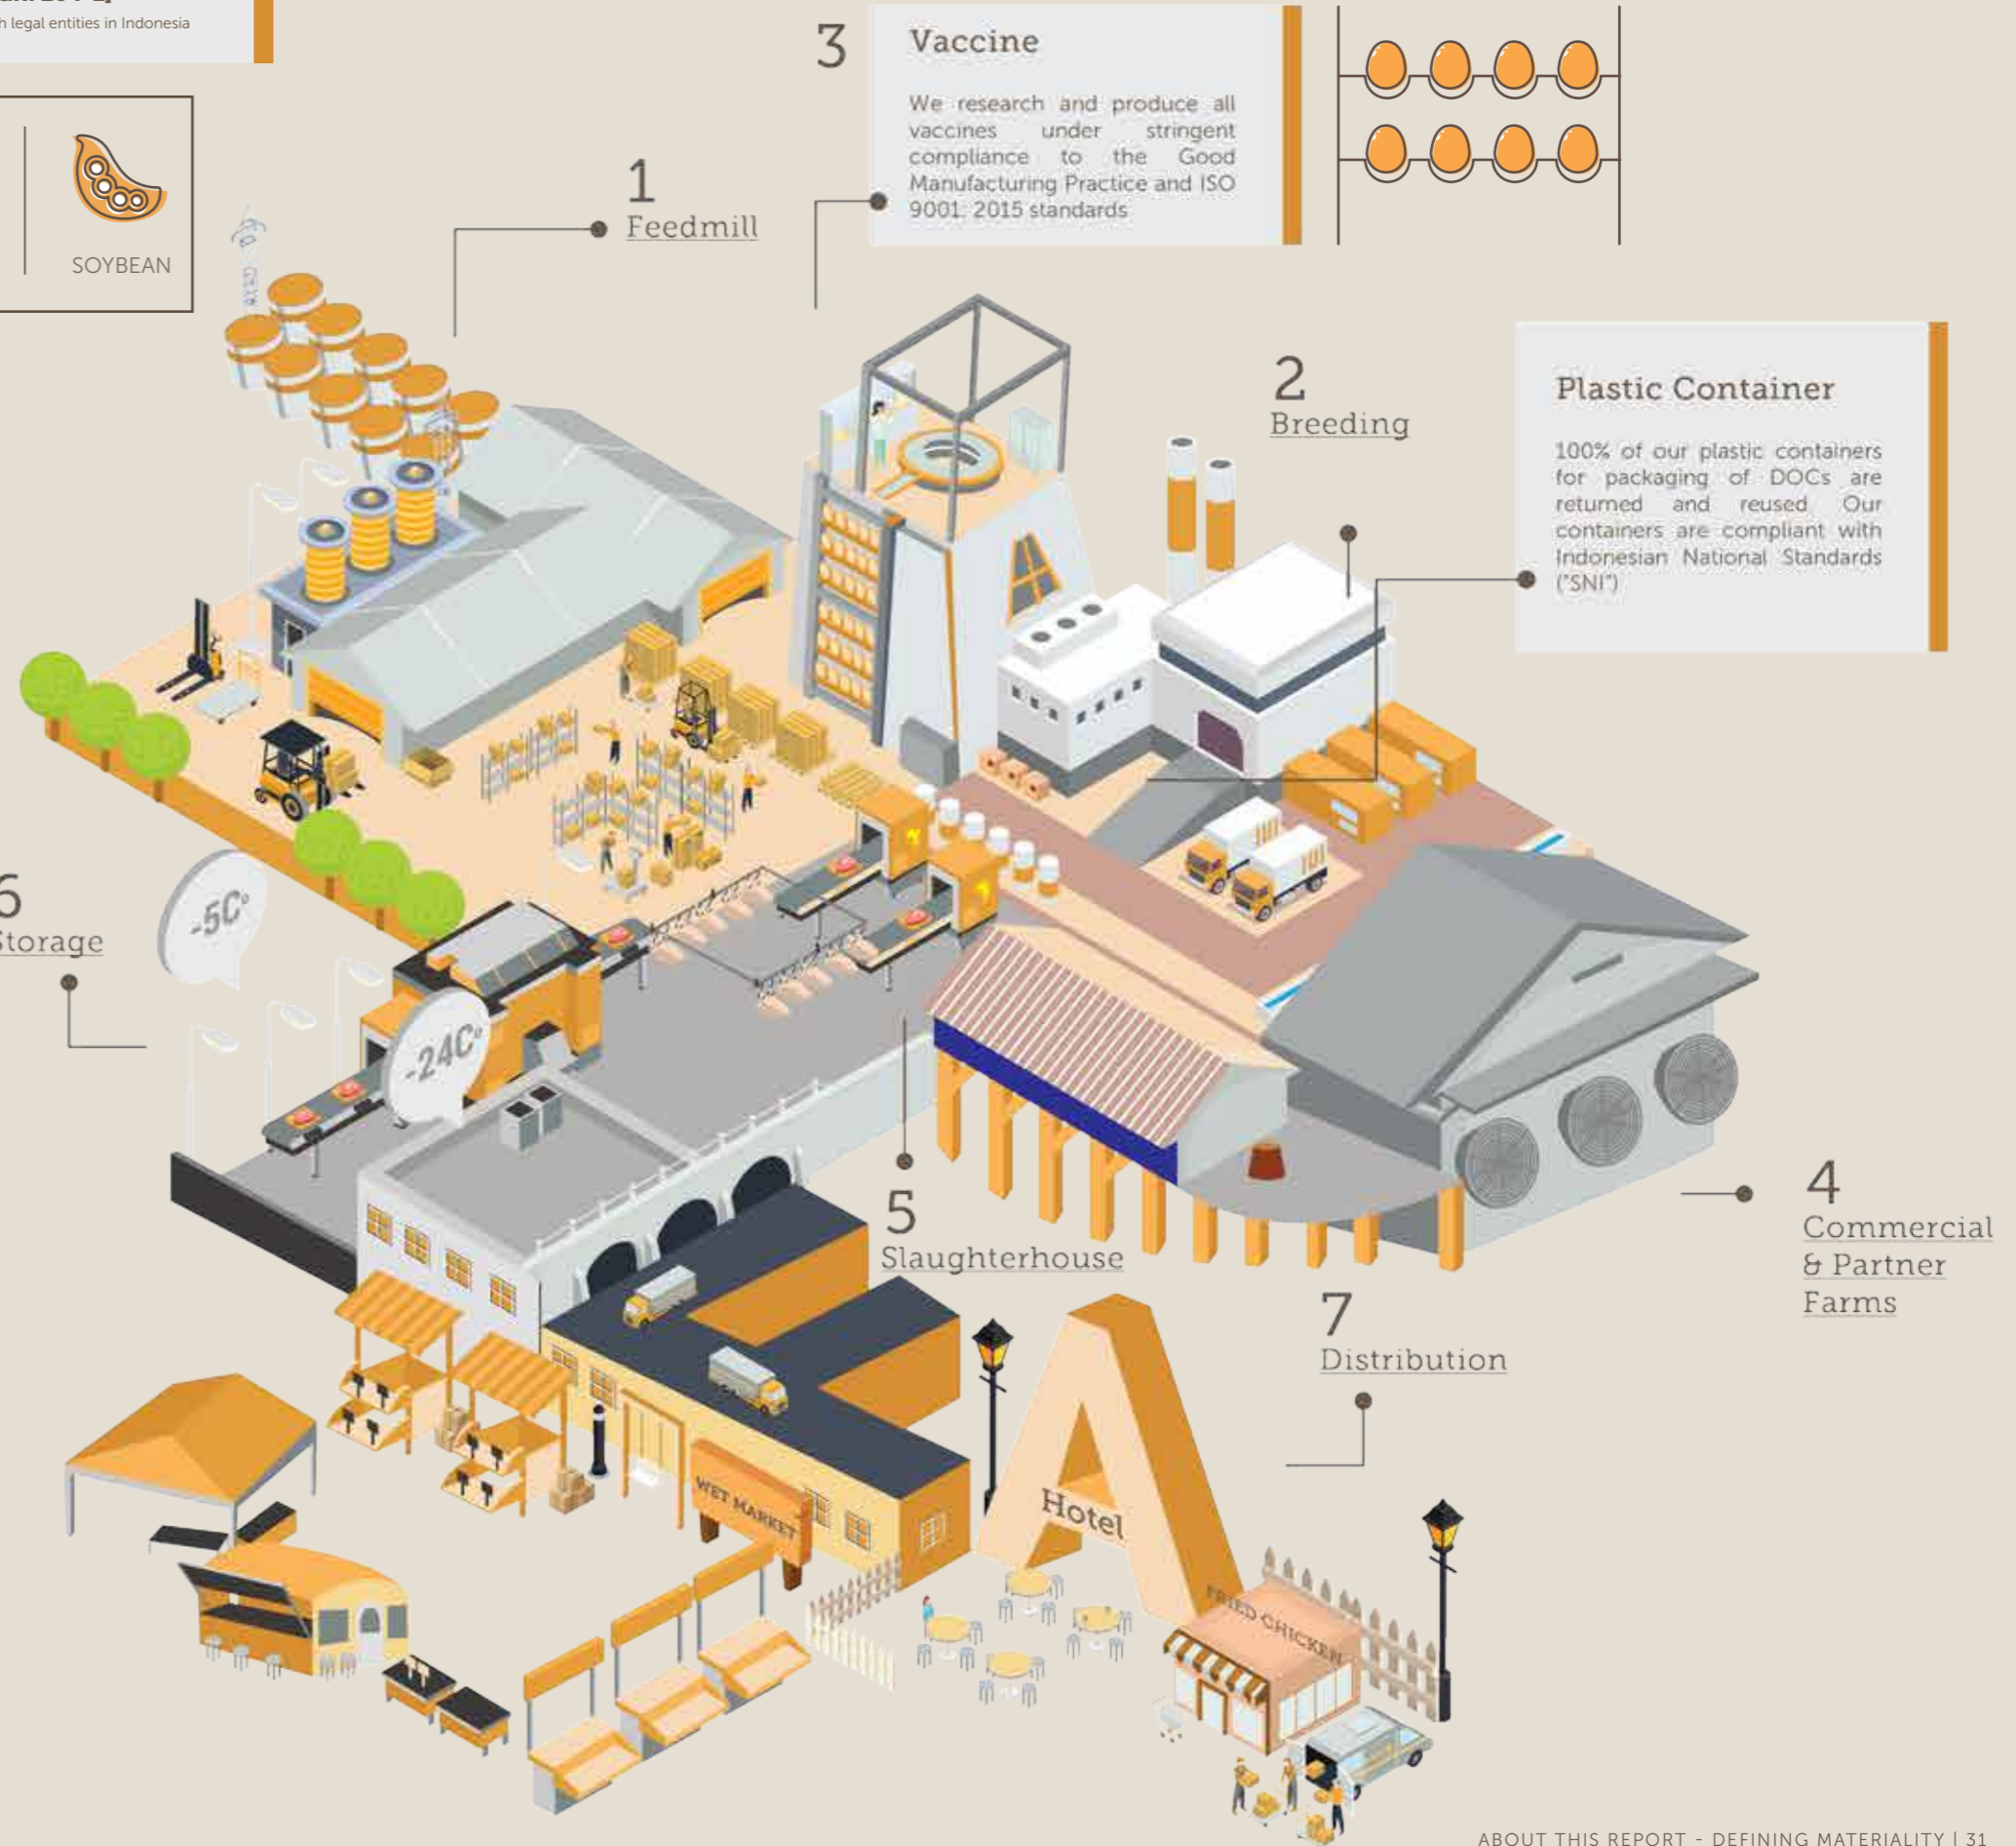 h legal entities in Indonesia
SOYBEAN
1
Feedmill
3
Vaccine
We research and produce all
vaccines under stringent
compliance to the Good
Manufacturing Practice and ISO
9001: 2015 standards
2
Breeding
Plastic Container
100% of our plastic containers
for packaging of DOCs are
returned and reused Our
containers are compliant with
Indonesian National Standards
("SNI")
6
Storage
-5C°
-24C°
5
Slaughterhouse
4
Commercial
& Partner
Farms
7
Distribution
WET MARKET
Hotel
FRIED CHICKEN
ABOUT THIS REPORT - DEFINING MATERIALITY | 31